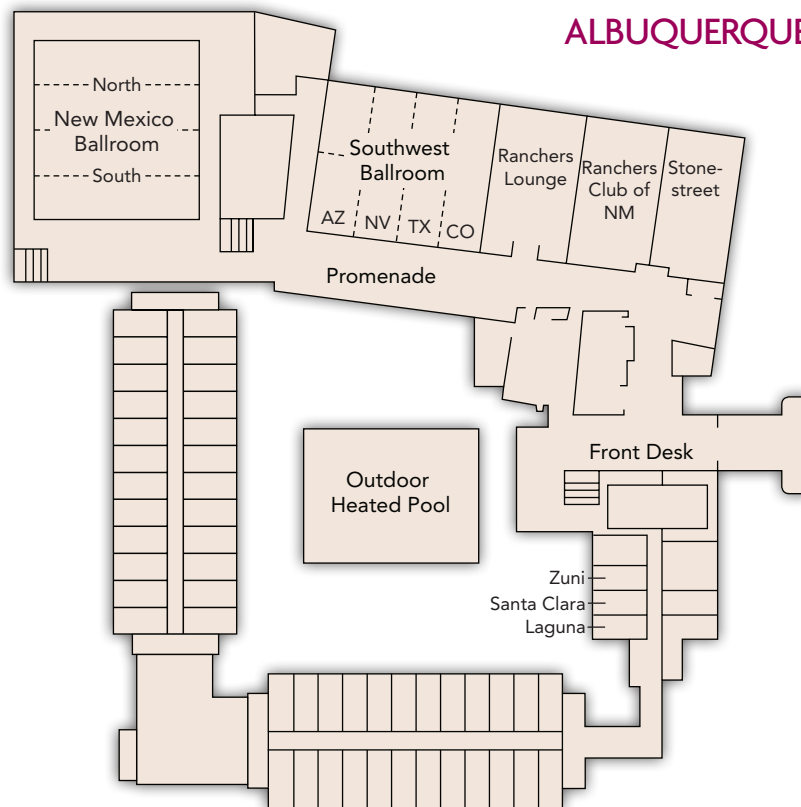 ALBUQUERQUE
North
New Mexico
Ballroom
South
Southwest
Ballroom
AZ
NV
TX
CO
Ranchers
Lounge
Ranchers
Club of
NM
Stone-
street
Promenade
Front Desk
Outdoor
Heated Pool
Zuni
Santa Clara
Laguna